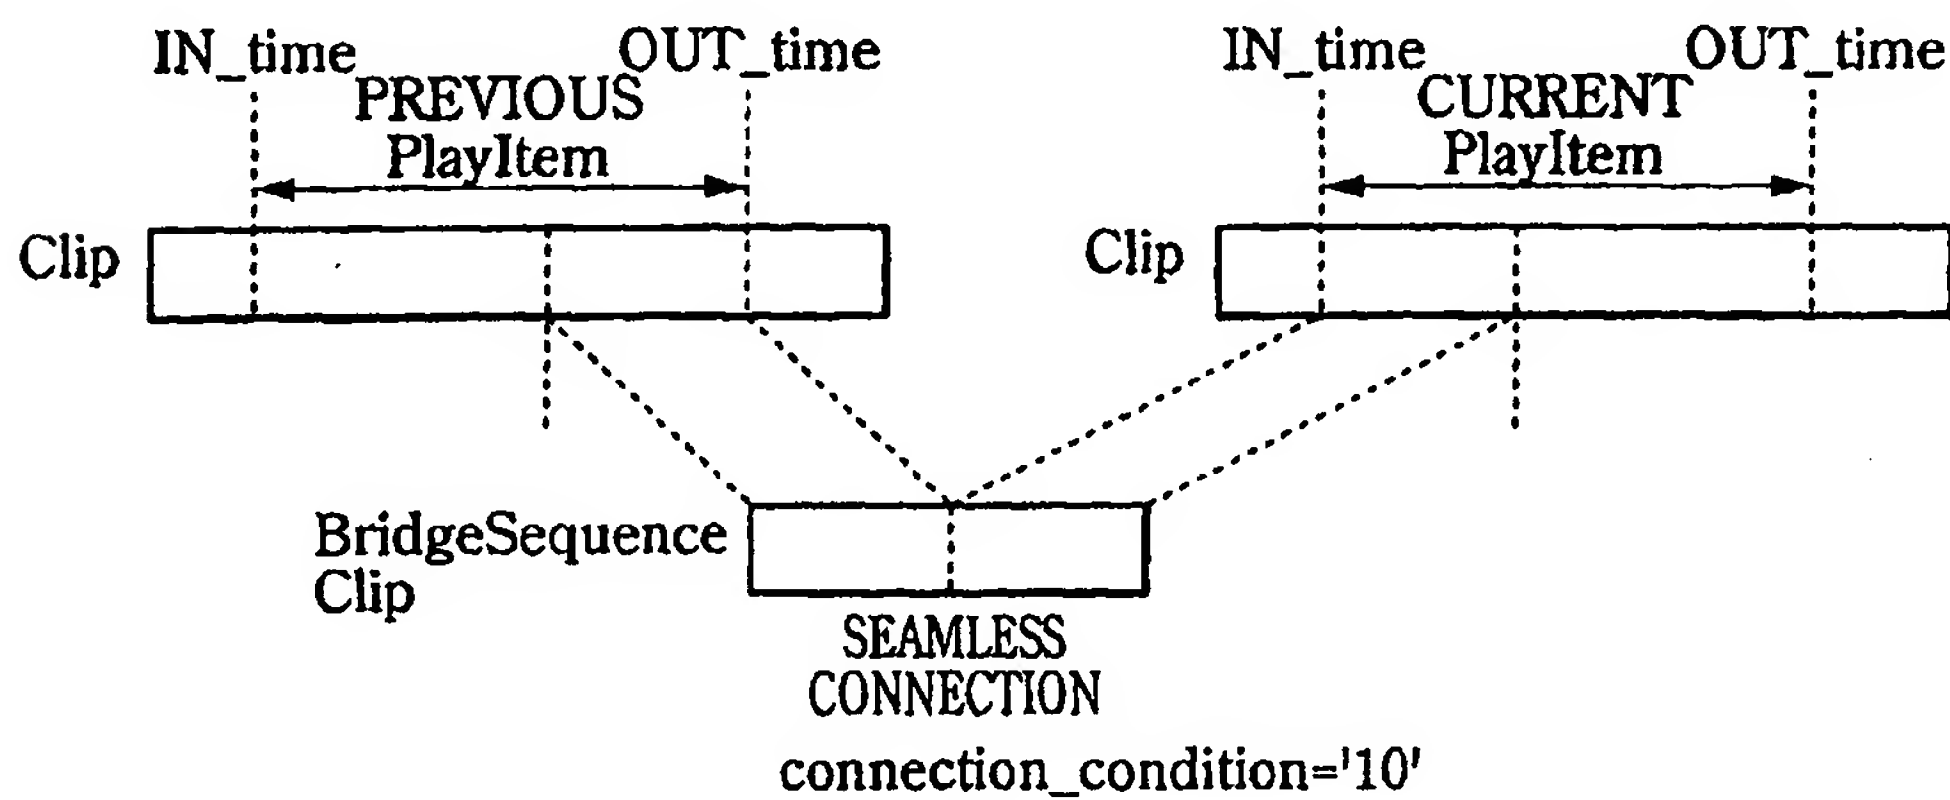 IN_time
OUT_time
PREVIOUS
PlayItem
Clip
IN_time
OUT_time
CURRENT
PlayItem
Clip
BridgeSequence
Clip
SEAMLESS
CONNECTION
connection_condition='10'